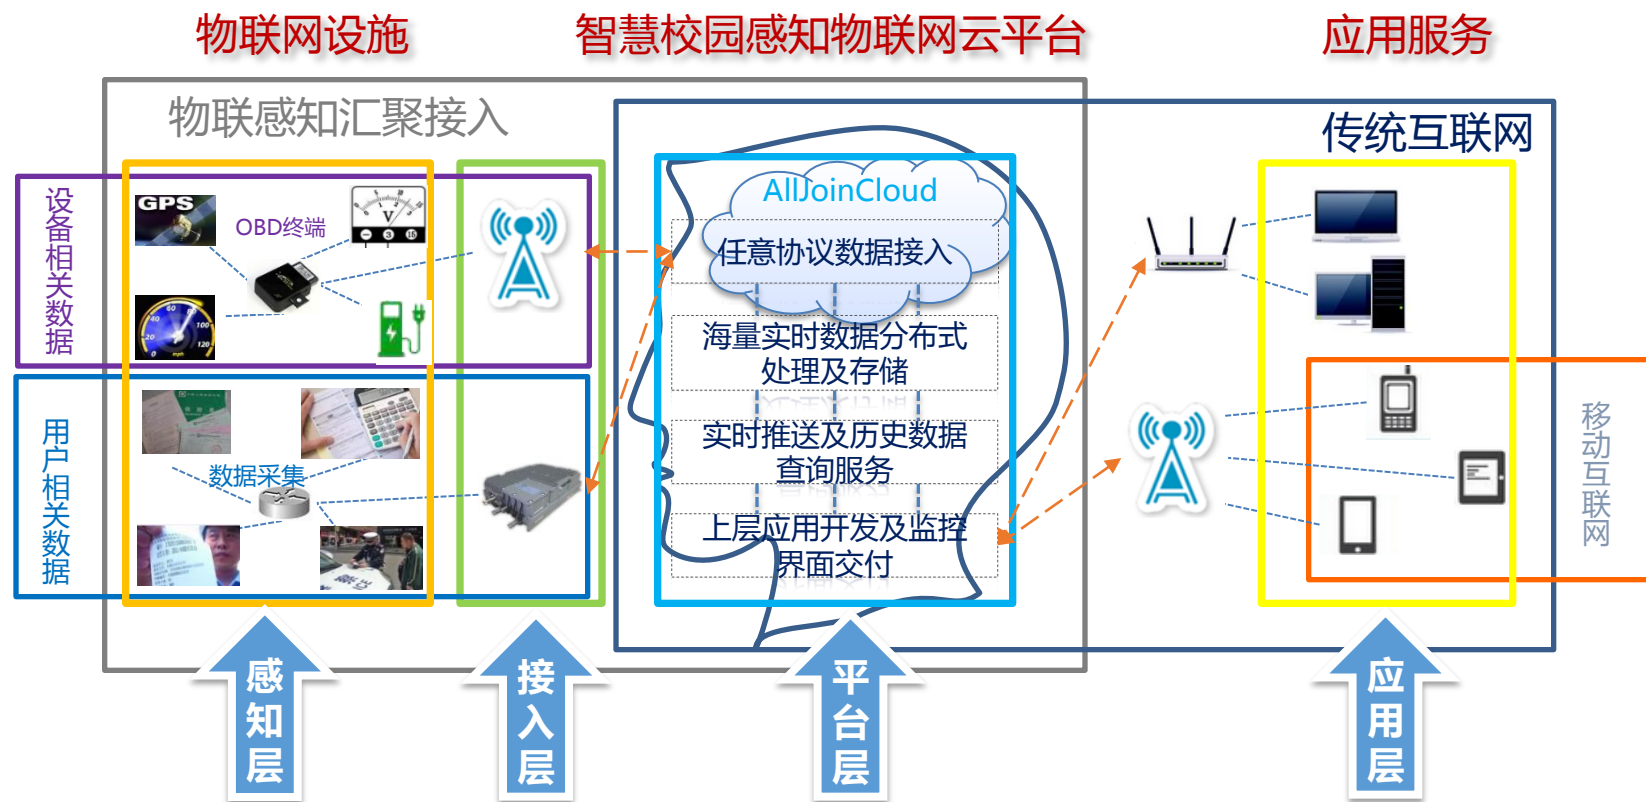 物联网设施
智慧校园感知物联网云平台
应用服务
物联感知汇聚接入
传统互联网
设备相关数据
GPS
OBD终端
V
AllJoinCloud
任意协议数据接入
海量实时数据分布式
处理及存储
实时推送及历史数据
查询服务
上层应用开发及监控
界面交付
用户相关数据
数据采集
移动互联网
感知层
接入层
平台层
应用层